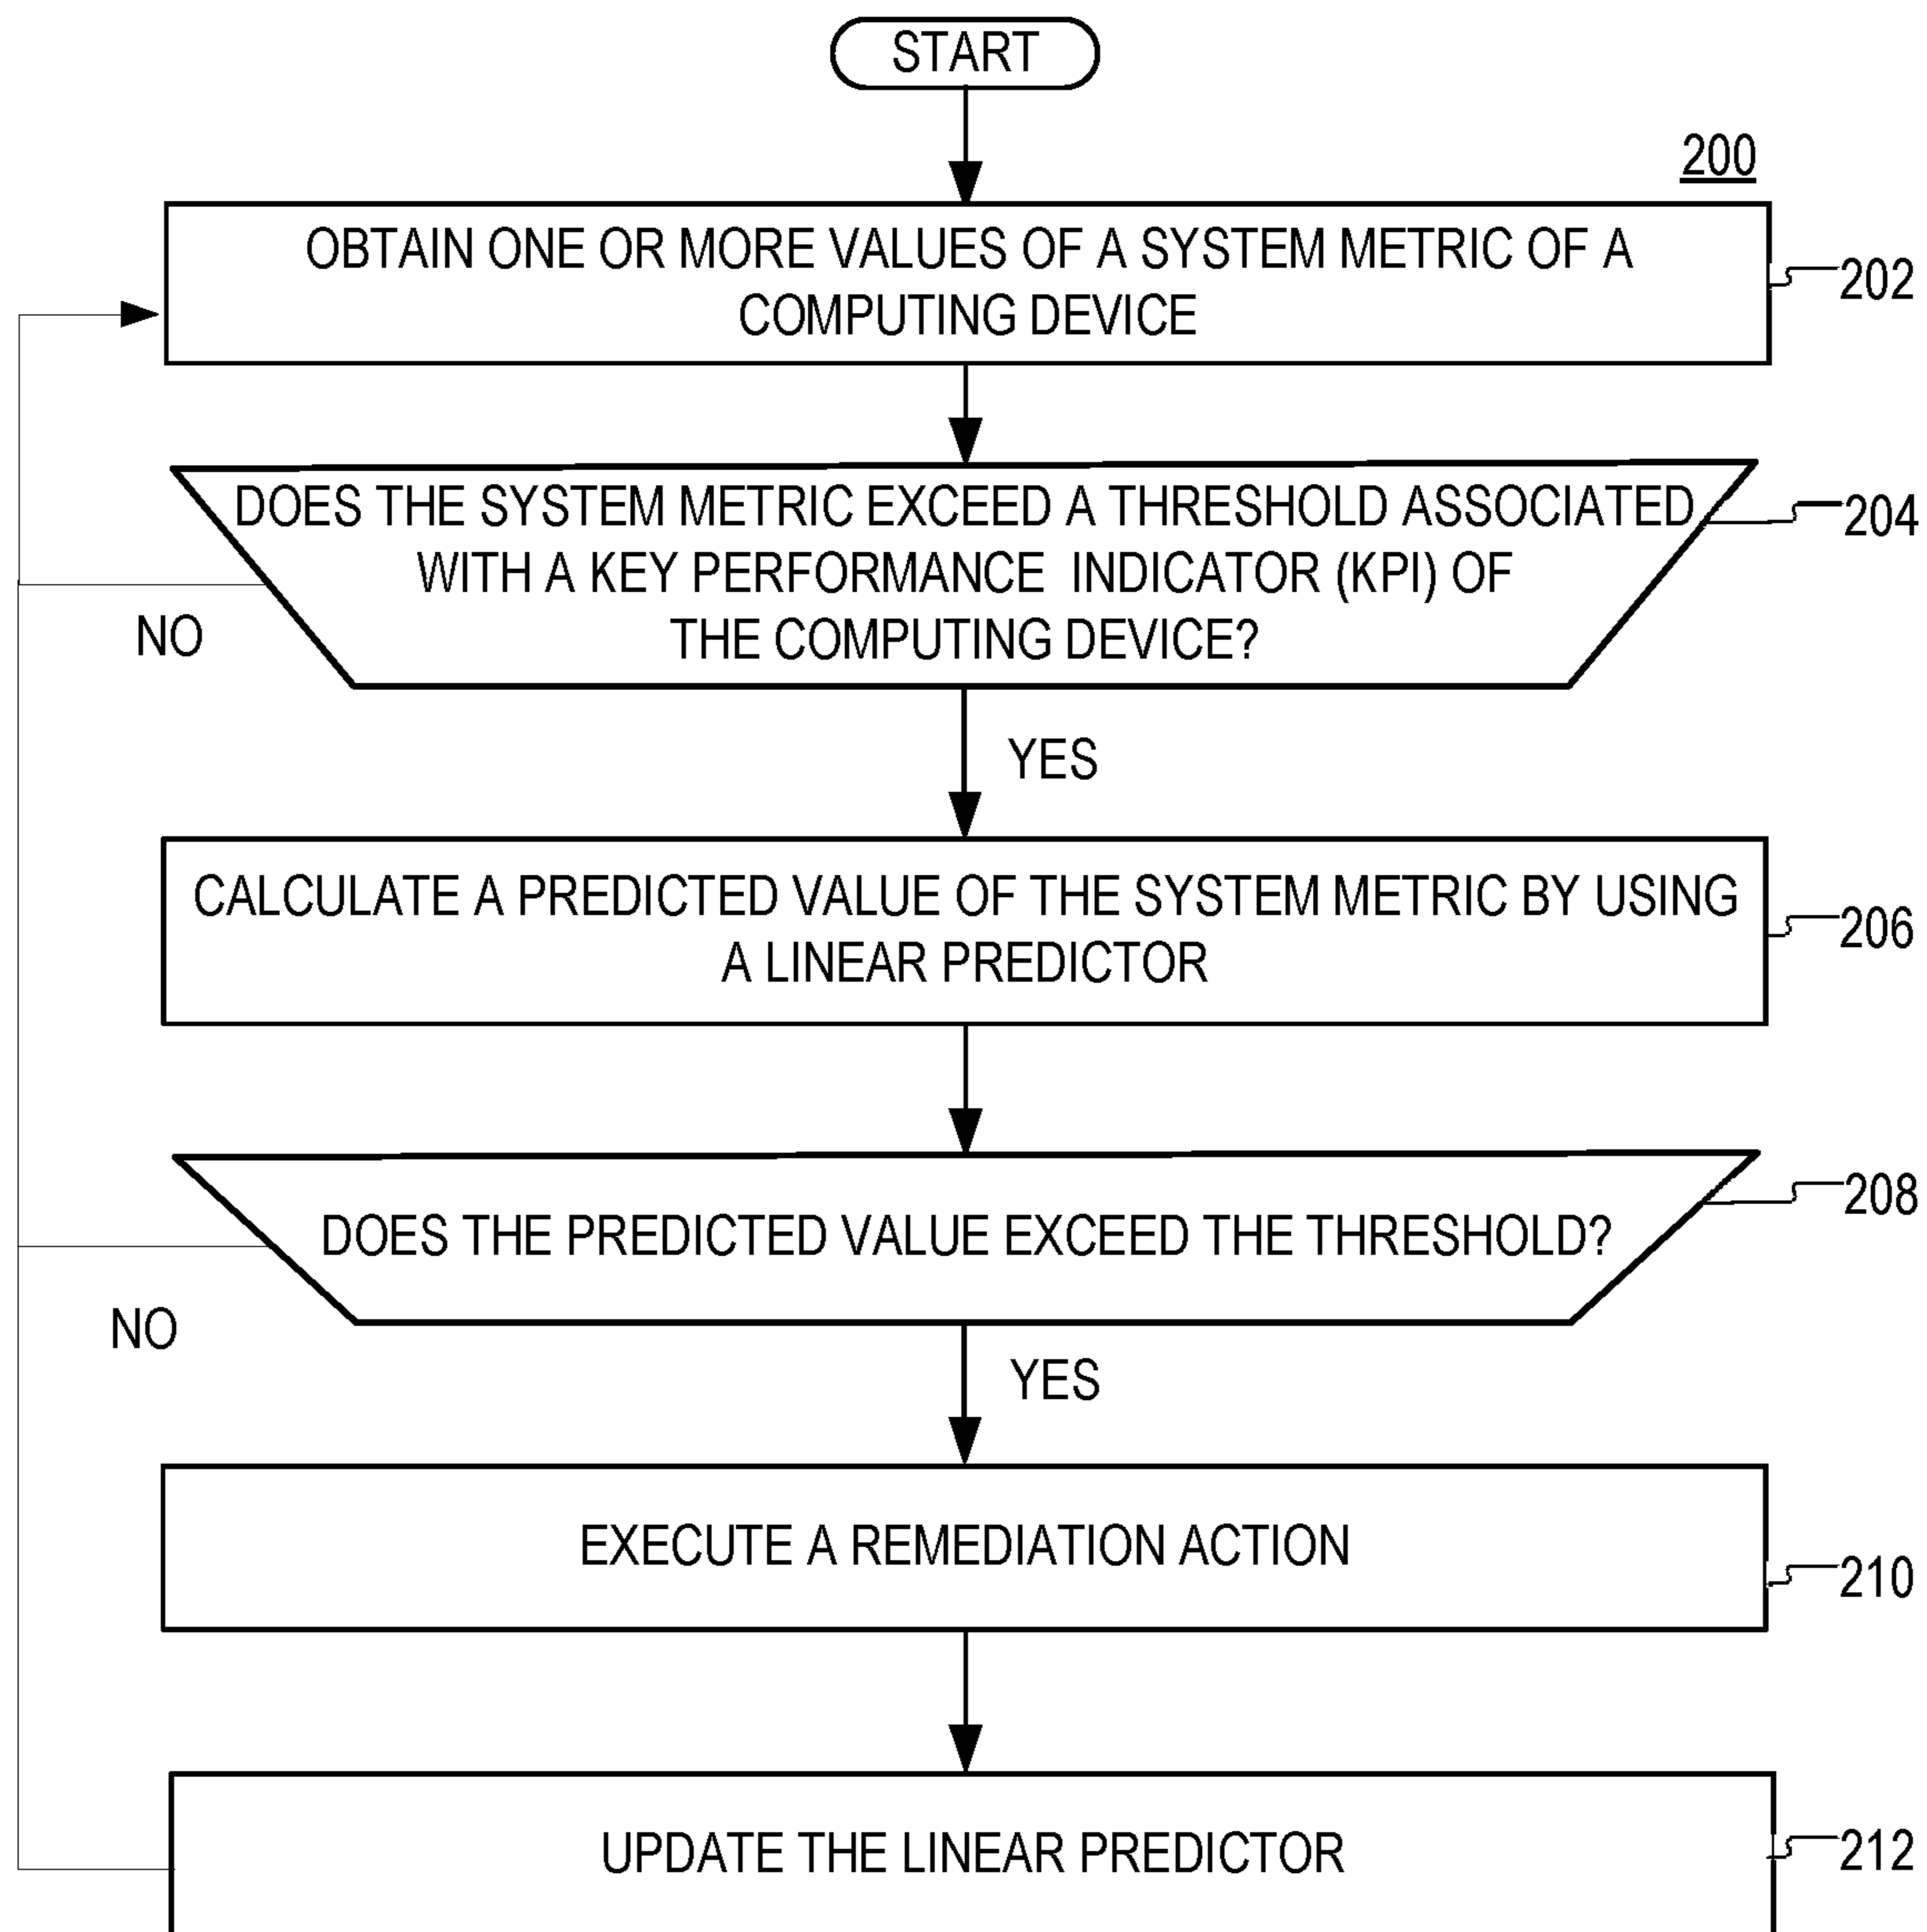 START
200
OBTAIN ONE OR MORE VALUES OF A SYSTEM METRIC OF A
COMPUTING DEVICE
202
DOES THE SYSTEM METRIC EXCEED A THRESHOLD ASSOCIATED
WITH A KEY PERFORMANCE INDICATOR (KPI) OF
THE COMPUTING DEVICE?
204
NO
YES
CALCULATE A PREDICTED VALUE OF THE SYSTEM METRIC BY USING
A LINEAR PREDICTOR
206
DOES THE PREDICTED VALUE EXCEED THE THRESHOLD?
208
NO
YES
EXECUTE A REMEDIATION ACTION
210
UPDATE THE LINEAR PREDICTOR
212